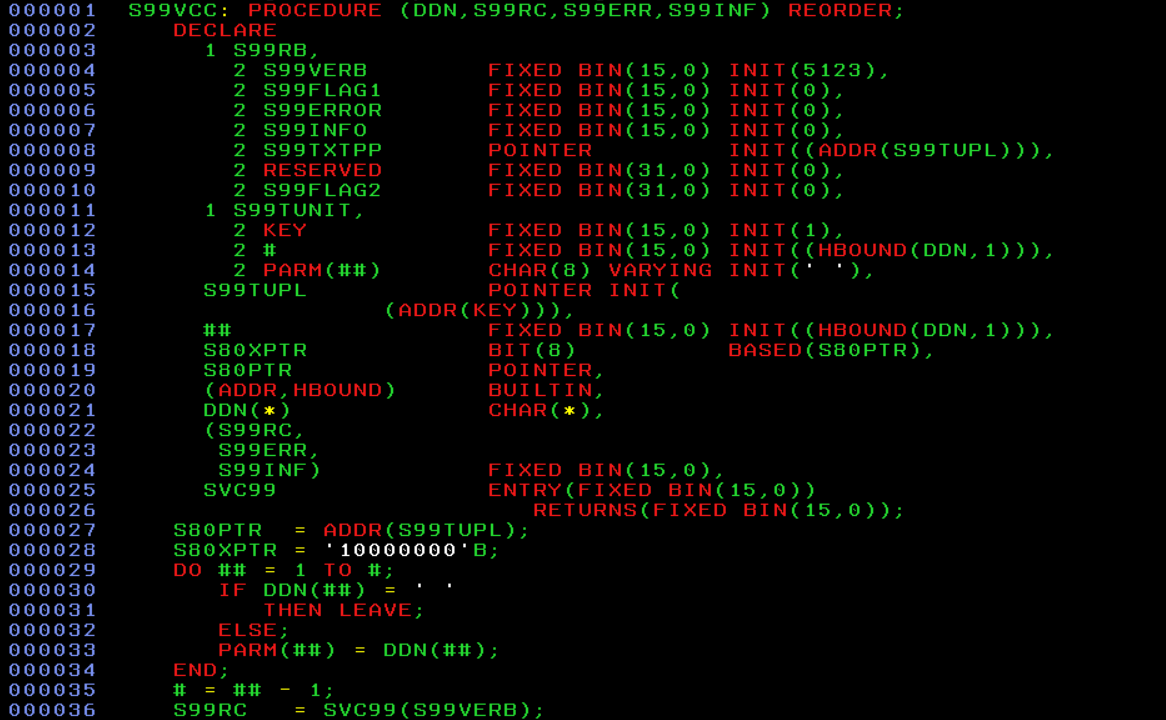 000001  S99VCC: PROCEDURE (DDN,S99RC,S99ERR,S99INF) REORDER;
000002     DECLARE
000003       1 S99RB,
000004         2 S99VERB        FIXED BIN(15,0) INIT(5123),
000005         2 S99FLAG1       FIXED BIN(15,0) INIT(0),
000006         2 S99ERROR       FIXED BIN(15,0) INIT(0),
000007         2 S99INFO        FIXED BIN(15,0) INIT(0),
000008         2 S99TXTPP       POINTER         INIT((ADDR(S99TUPL))),
000009         2 RESERVED       FIXED BIN(31,0) INIT(0),
000010         2 S99FLAG2       FIXED BIN(31,0) INIT(0),
000011       1 S99TUNIT,
000012         2 KEY            FIXED BIN(15,0) INIT(1),
000013         2 #              FIXED BIN(15,0) INIT((HBOUND(DDN,1))),
000014         2 PARM(##)       CHAR(8) VARYING INIT(' '),
000015       S99TUPL            POINTER INIT(
000016                   (ADDR(KEY))),
000017       ##                 FIXED BIN(15,0) INIT((HBOUND(DDN,1))),
000018       S80XPTR            BIT(8)          BASED(S80PTR),
000019       S80PTR             POINTER,
000020       (ADDR,HBOUND)      BUILTIN,
000021       DDN(*)             CHAR(*),
000022       (S99RC,
000023        S99ERR,
000024        S99INF)           FIXED BIN(15,0),
000025       SVC99              ENTRY(FIXED BIN(15,0))
000026                             RETURNS(FIXED BIN(15,0));
000027     S80PTR  = ADDR(S99TUPL);
000028     S80XPTR = '10000000'B;
000029     DO ## = 1 TO #;
000030        IF DDN(##) = ' '
000031           THEN LEAVE;
000032        ELSE;
000033        PARM(##) = DDN(##);
000034     END;
000035     # = ## - 1;
000036     S99RC   = SVC99(S99VERB);